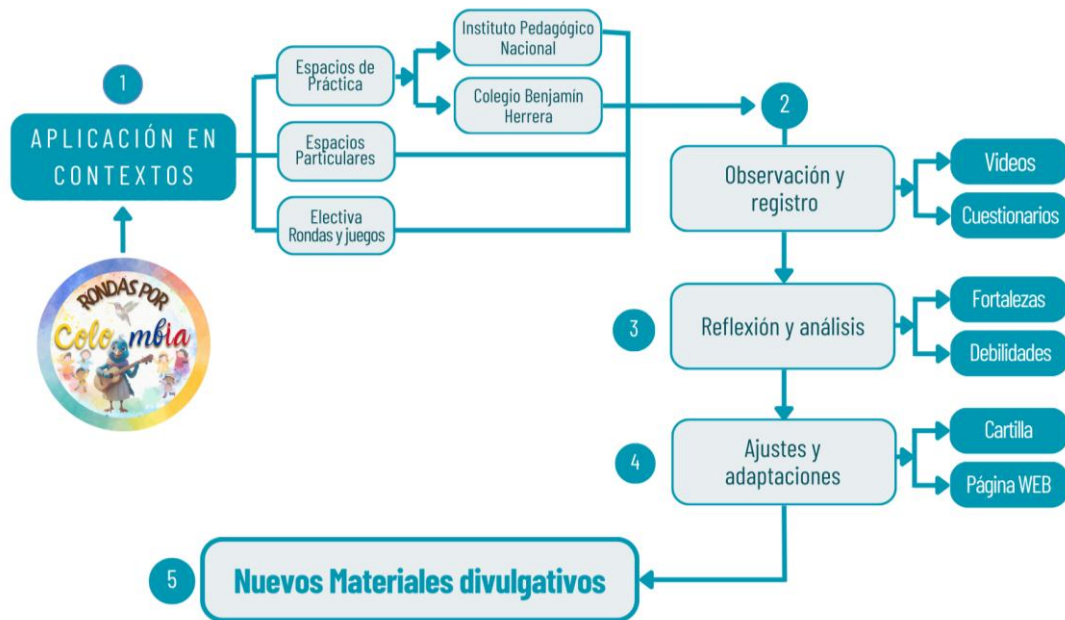 1
APLICACIÓN EN
CONTEXTOS
RONDAS POR
Colombia
Espacios de
Práctica
Instituto Pedagógico
Nacional
Colegio Benjamín
Herrera
Espacios
Particulares
Electiva
Rondas y juegos
2
Observación y
registro
Videos
Cuestionarios
3
Reflexión y análisis
Fortalezas
Debilidades
4
Ajustes y
adaptaciones
Cartilla
Página WEB
5
Nuevos Materiales divulgativos